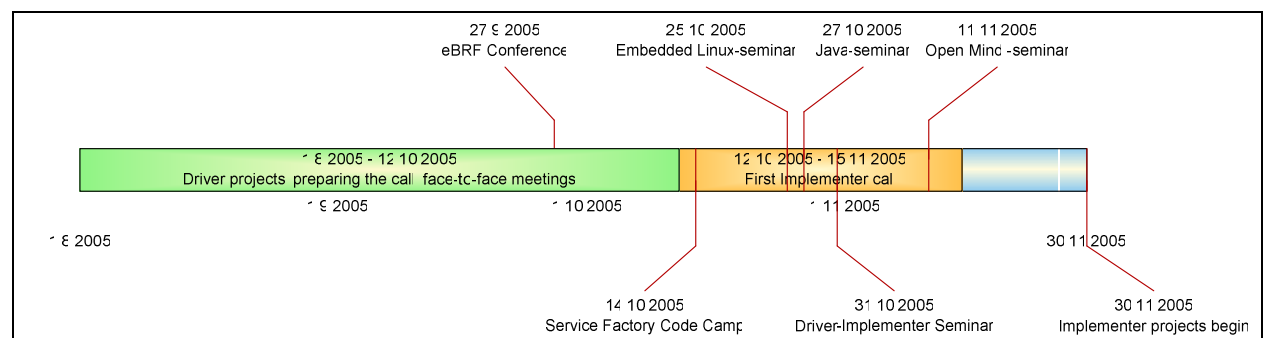 27 9 2005
eBRF Conference
25 10 2005
Embedded Linux-seminar
27 10 2005
Java-seminar
11 11 2005
Open Mind -seminar
1 8 2005 - 12 10 2005
Driver projects preparing the call face-to-face meetings
12 10 2005 - 15 11 2005
First Implementer call
1 9 2005
1 10 2005
1 11 2005
1 8 2005
30 11 2005
14 10 2005
Service Factory Code Camp
31 10 2005
Driver-Implementer Seminar
30 11 2005
Implementer projects begin